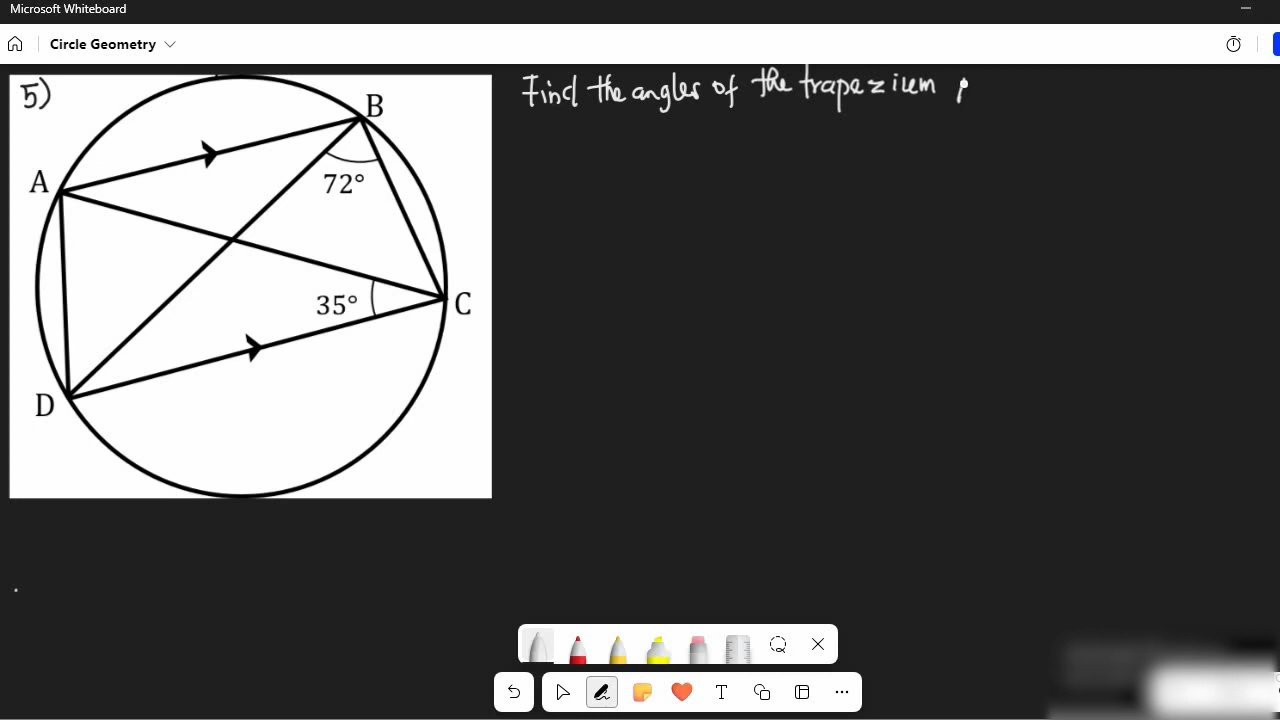 Microsoft Whiteboard
Circle Geometry
5)
Find the angles of the trapezium
B
A
72°
35°
C
D
T